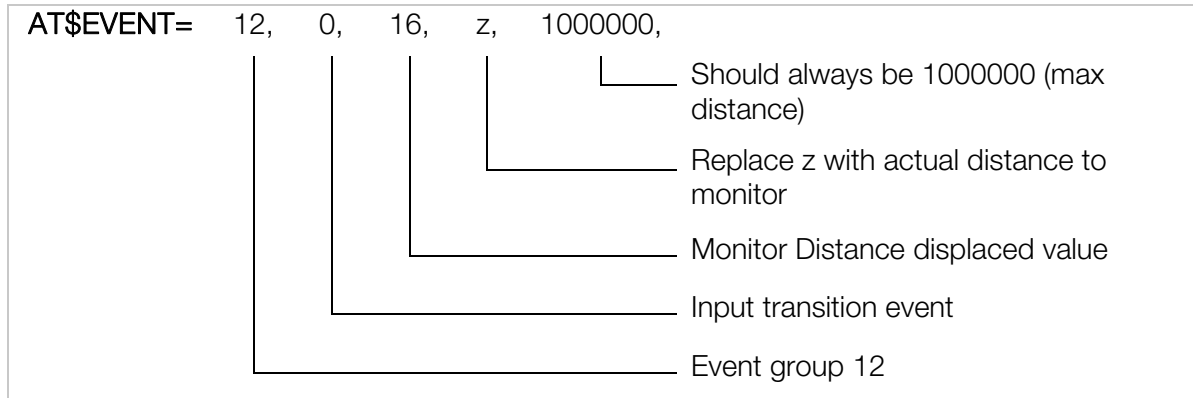 AT$EVENT= 12, 0, 16, z, 1000000,
Should always be 1000000 (max
distance)
Replace z with actual distance to
monitor
Monitor Distance displaced value
Input transition event
Event group 12